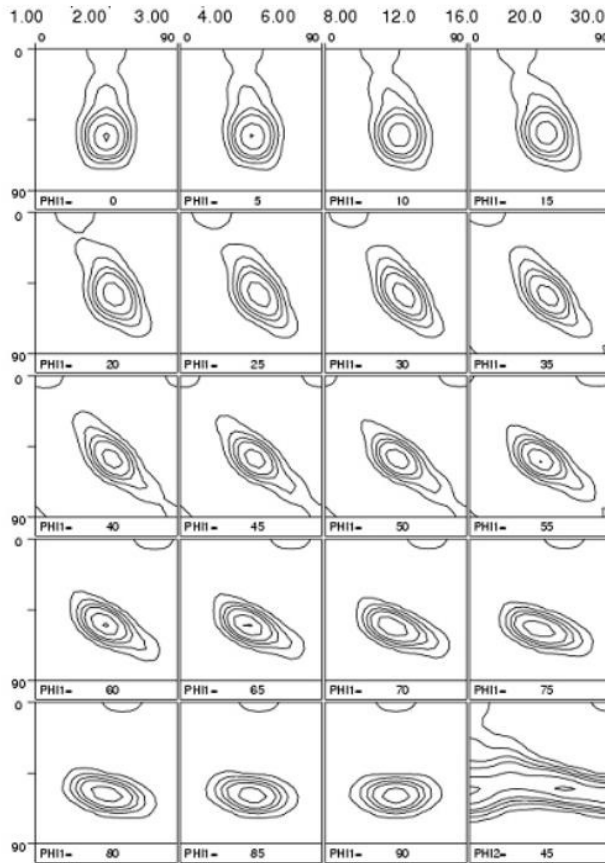 1.00 2.00 3.00 4.00 6.00 8.00 12.0 16.0 20.0 30.0
0 90 0 90 0 90 0 90
0
90 PHI1= 0 PHI1= 5 PHI1= 10 PHI1= 15
0
90 PHI1= 20 PHI1= 25 PHI1= 30 PHI1= 35
0
90 PHI1= 40 PHI1= 45 PHI1= 50 PHI1= 55
0
90 PHI1= 60 PHI1= 65 PHI1= 70 PHI1= 75
0
90 PHI1= 80 PHI1= 85 PHI1= 90 PHI2= 45